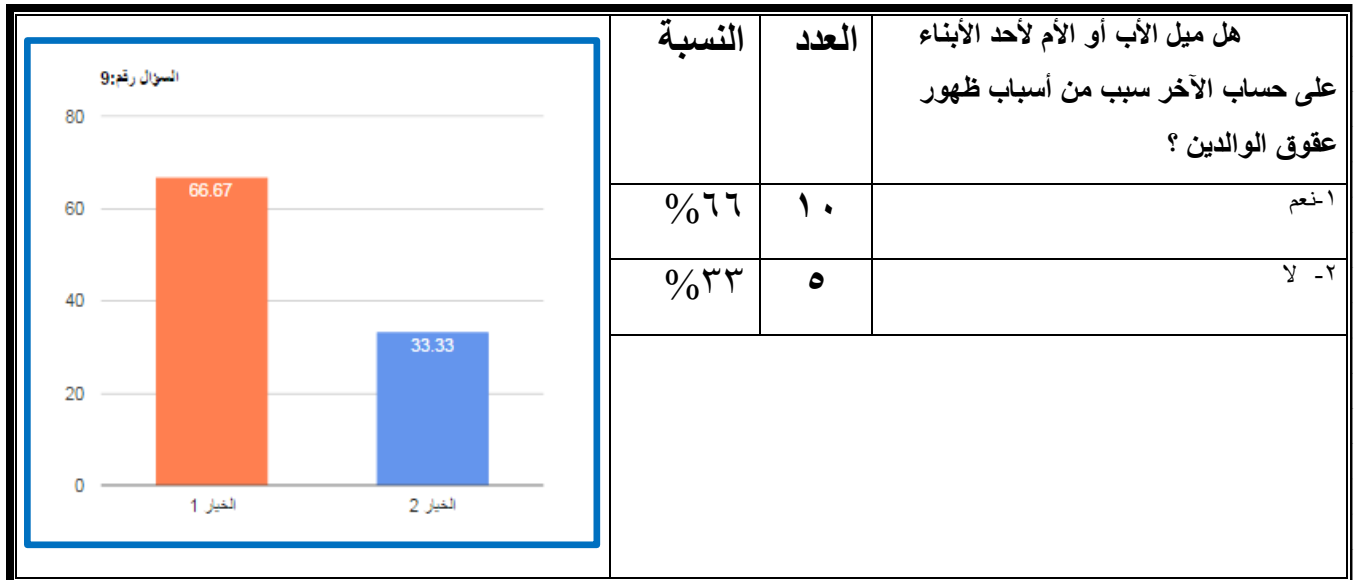 هل ميل الأب أو الأم لأحد الأبناء
على حساب الآخر سبب من أسباب ظهور
عقوق الوالدين ؟
العدد
النسبة
١-نعم
١٠
%٦٦
٢- لا
٥
%٣٣
السؤال رقم:9
80
60
40
20
0
66.67
33.33
الخيار 1
الخيار 2